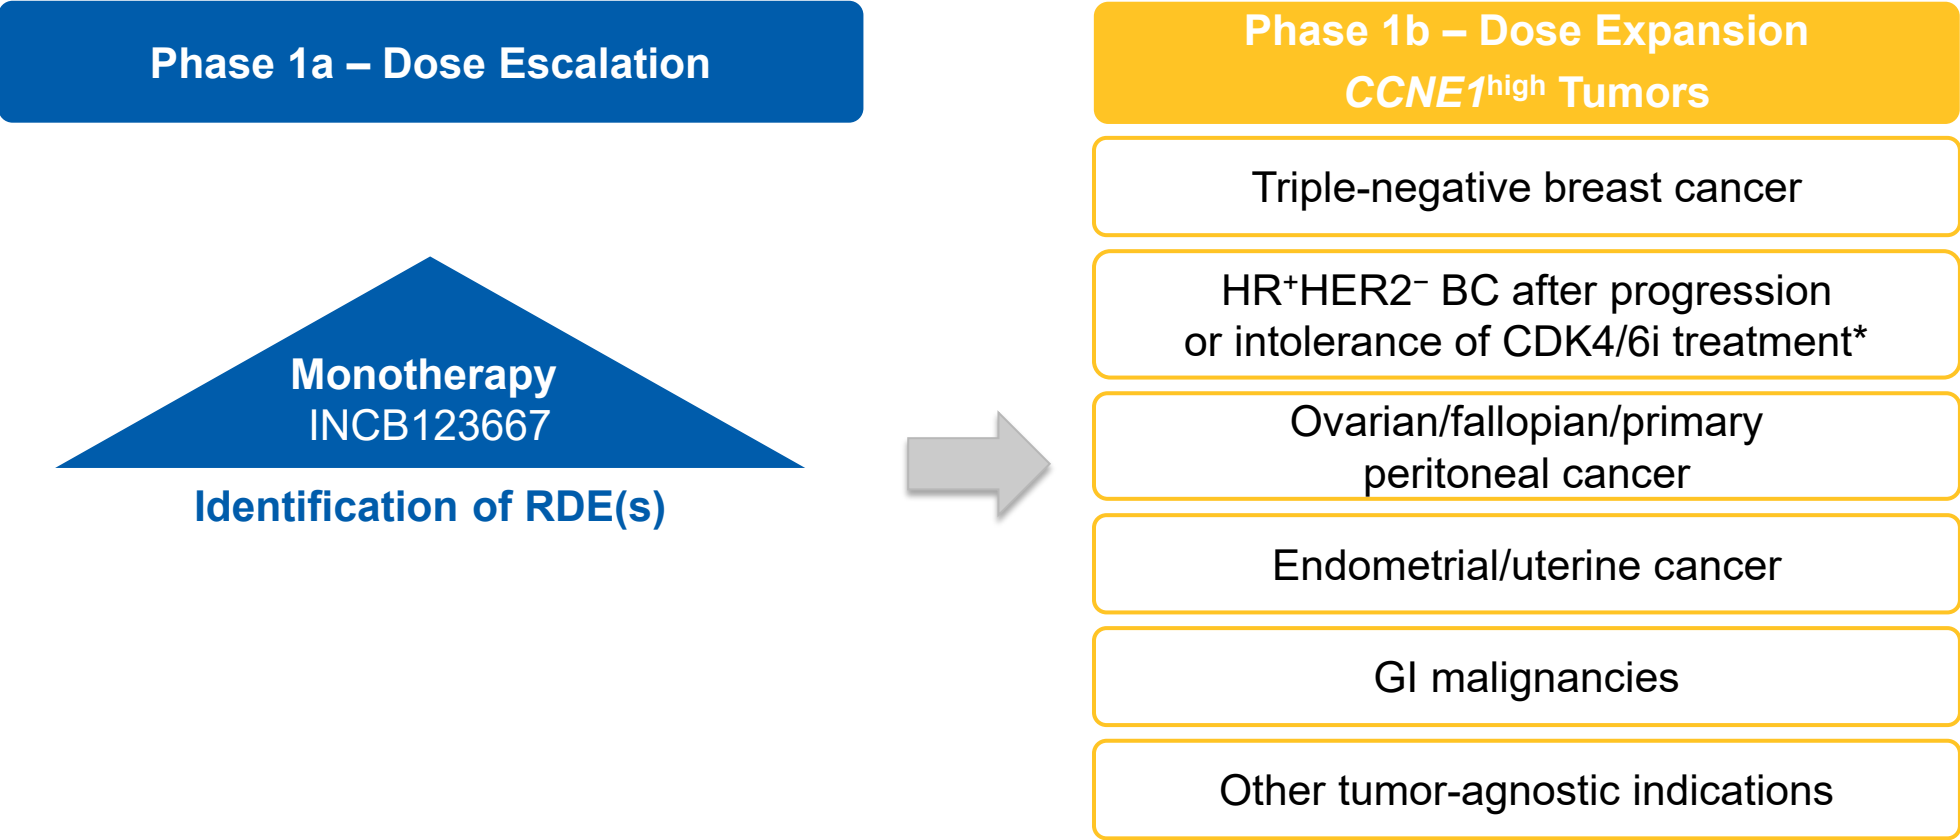 Phase 1a – Dose Escalation
Monotherapy
INCB123667
Identification of RDE(s)
Phase 1b – Dose Expansion
CCNE1high Tumors
Triple-negative breast cancer
HR⁺HER2⁻ BC after progression
or intolerance of CDK4/6i treatment*
Ovarian/fallopian/primary
peritoneal cancer
Endometrial/uterine cancer
GI malignancies
Other tumor-agnostic indications